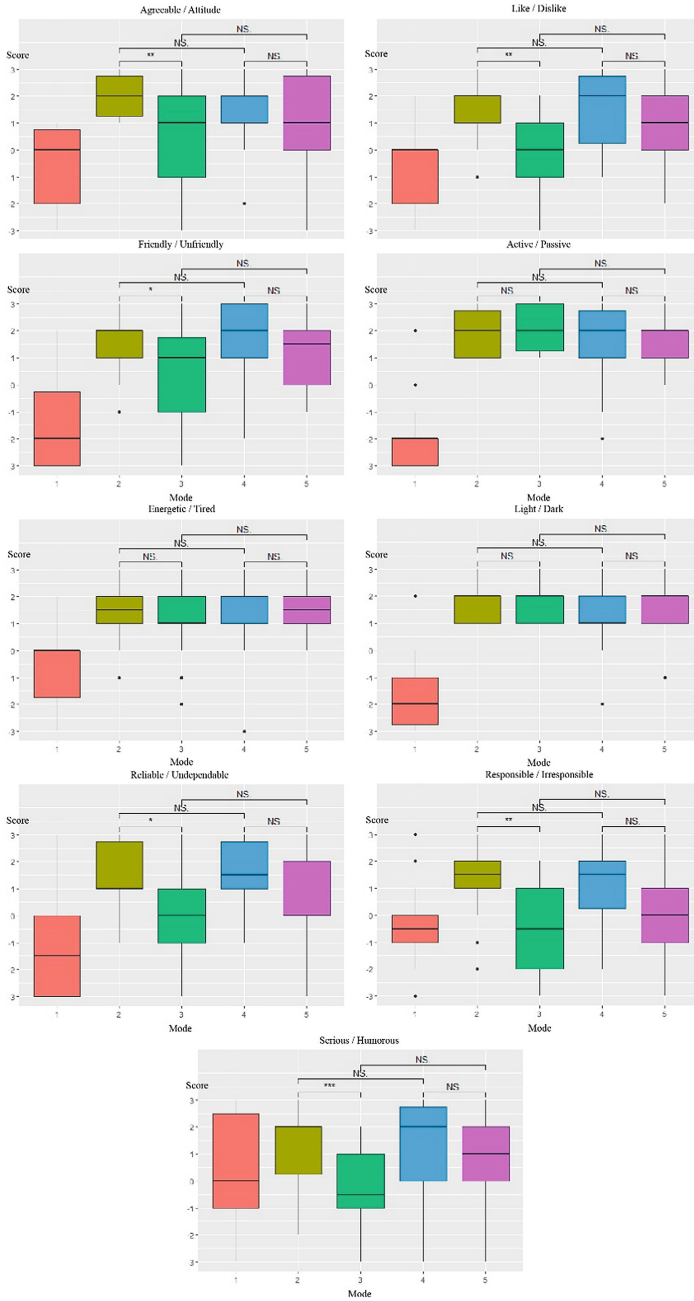 Agreeable / Attitude
Like / Dislike
NS.
NS.
NS.
NS.
Score
**
NS.
Score
**
NS.
3
3
2
2
1
1
0
0
-1
-1
-2
-2
-3
-3
Friendly / Unfriendly
Active / Passive
NS.
NS.
NS.
NS.
Score
*
NS
Score
NS
NS
3
3
2
2
1
1
0
0
-1
-1
-2
-2
-3
-3
1 2 3 4 5
1 2 3 4 5
Mode
Mode
Energetic / Tired
Light / Dark
NS.
NS.
NS.
NS.
Score
NS.
NS
Score
NS
NS
3
3
2
2
1
1
0
0
-1
-1
-2
-2
-3
-3
1 2 3 4 5
1 2 3 4 5
Mode
Mode
Reliable / Undependable
Responsible / Irresponsible
NS.
NS.
NS.
NS.
Score
*
NS
Score
**
NS.
3
3
2
2
1
1
0
0
-1
-1
-2
-2
-3
-3
1 2 3 4 5
1 2 3 4 5
Mode
Mode
Serious / Humorous
NS.
NS.
Score
***
NS
3
2
1
0
-1
-2
-3
1 2 3 4 5
Mode